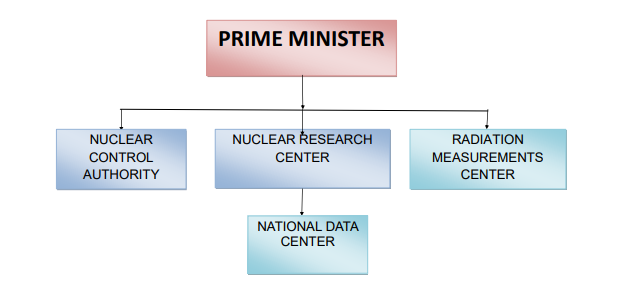 PRIME MINISTER
NUCLEAR
CONTROL
AUTHORITY
NUCLEAR RESEARCH
CENTER
RADIATION
MEASUREMENTS
CENTER
NATIONAL DATA
CENTER